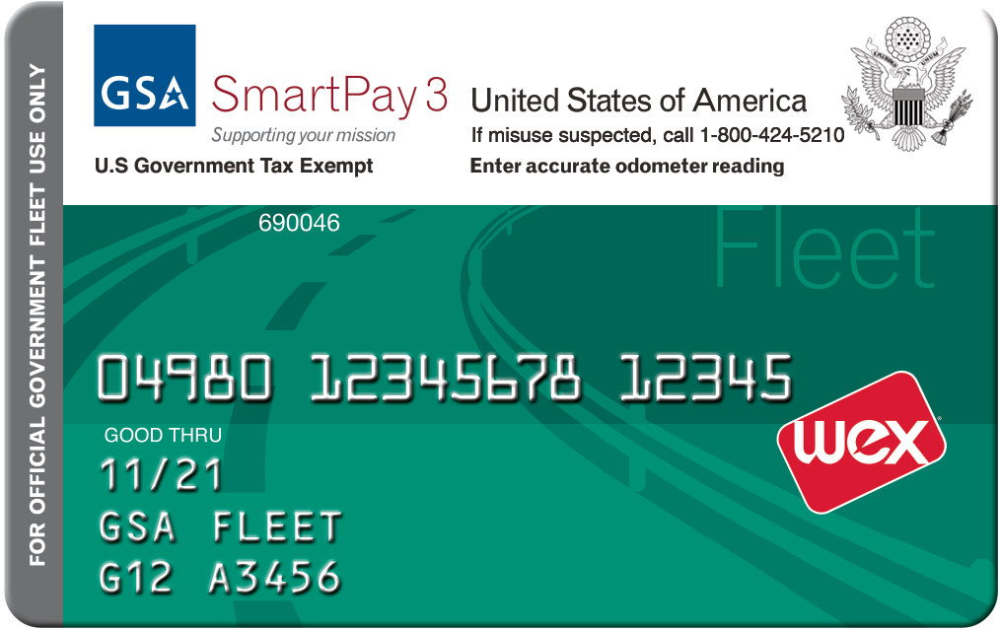 FOR OFFICIAL GOVERNMENT FLEET USE ONLY
GSA
SmartPay 3
Supporting your mission
U.S Government Tax Exempt
United States of America
If misuse suspected, call 1-800-424-5210
Enter accurate odometer reading
690046
Fleet
04980 12345678 12345
GOOD THRU
11/21
GSA FLEET
G12 A3456
wex